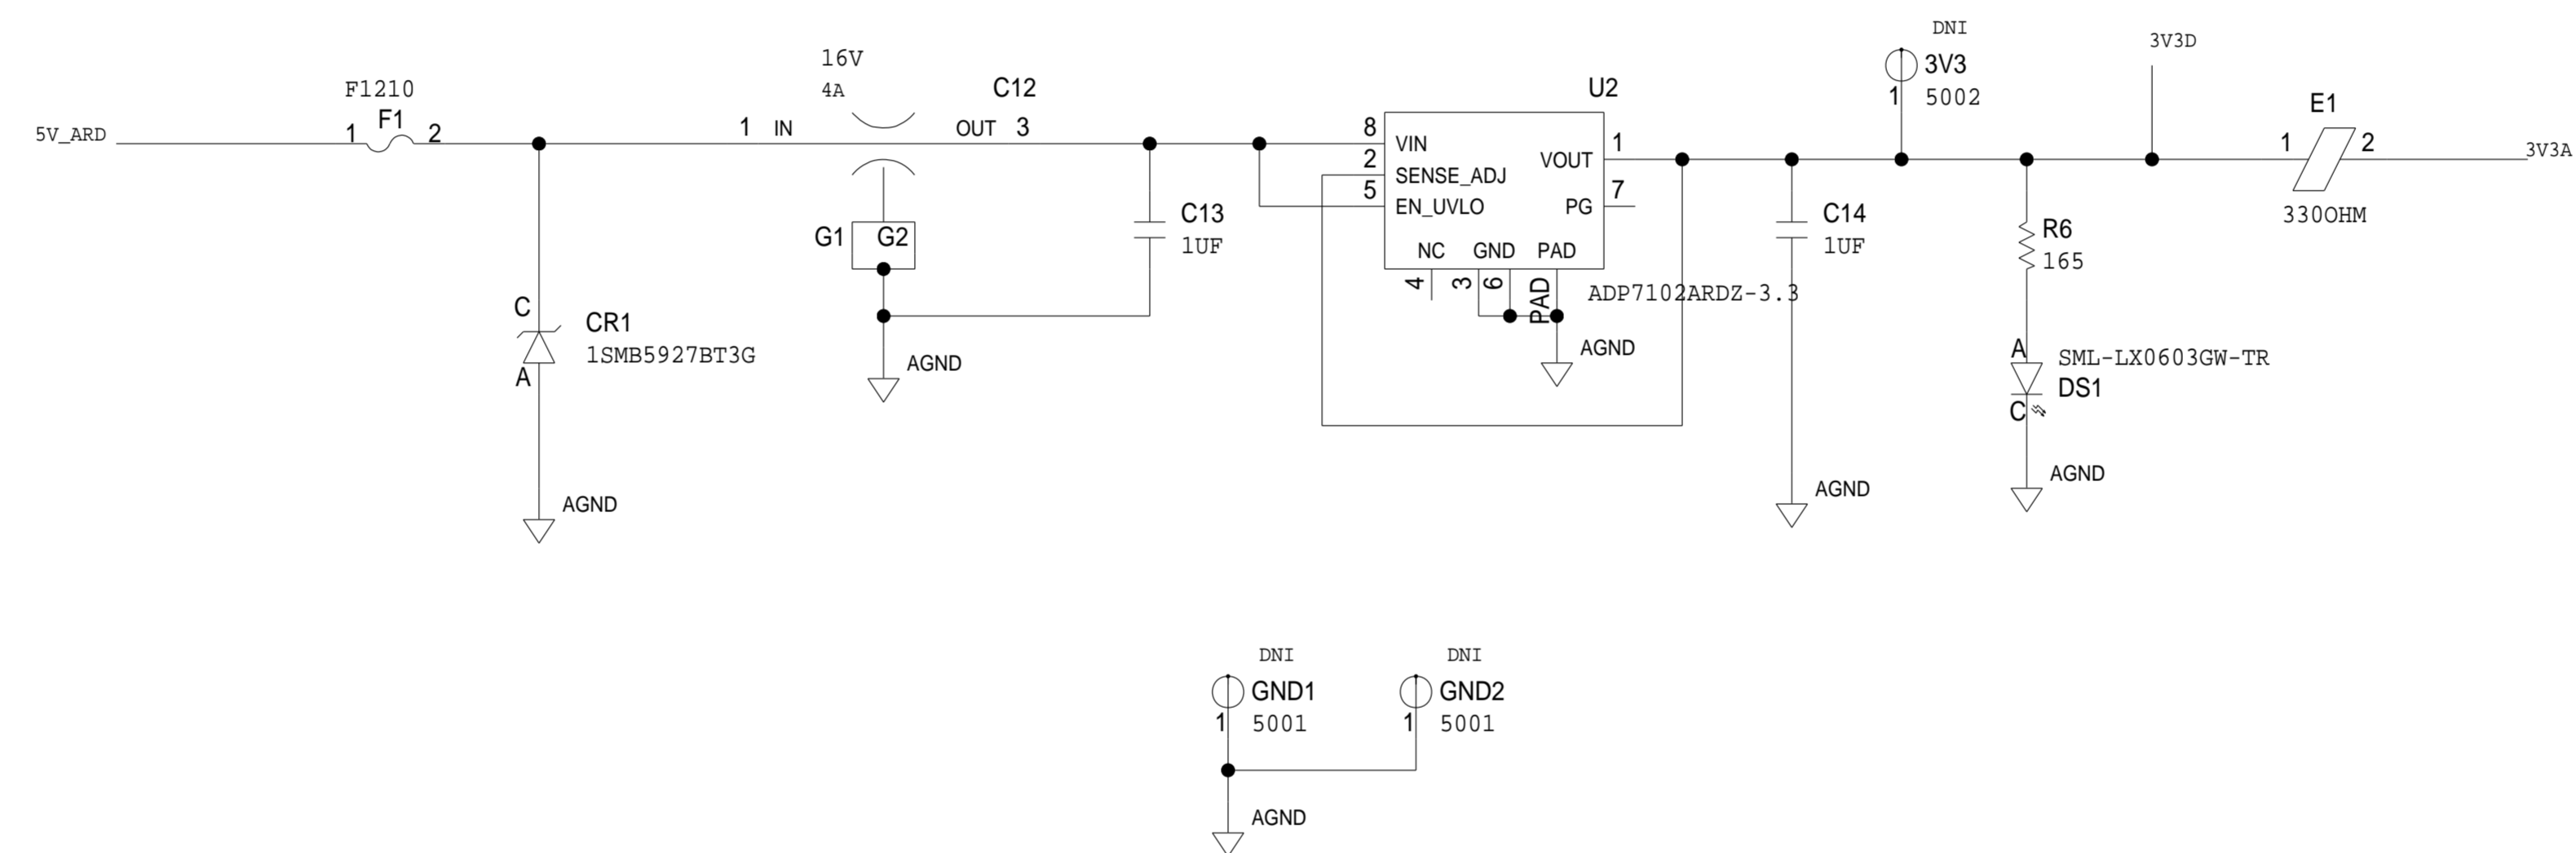 DNI
3V3D
16V
3V3
F1210
4A
C12
U2
1
5002
E1
5V_ARD
1
F1
2
1
IN
OUT
3
8
VIN
1
1
2
3V3A
2
SENSE_ADJ
VOUT
5
EN_UVLO
PG
7
G1
G2
C13
1UF
C14
1UF
R6
165
330OHM
NC
GND
PAD
4
3
6
PAD
ADP7102ARDZ-3.3
C
CR1
1SMB5927BT3G
A
AGND
AGND
A
SML-LX0603GW-TR
DS1
C
AGND
AGND
AGND
DNI
DNI
GND1
GND2
1
5001
1
5001
AGND